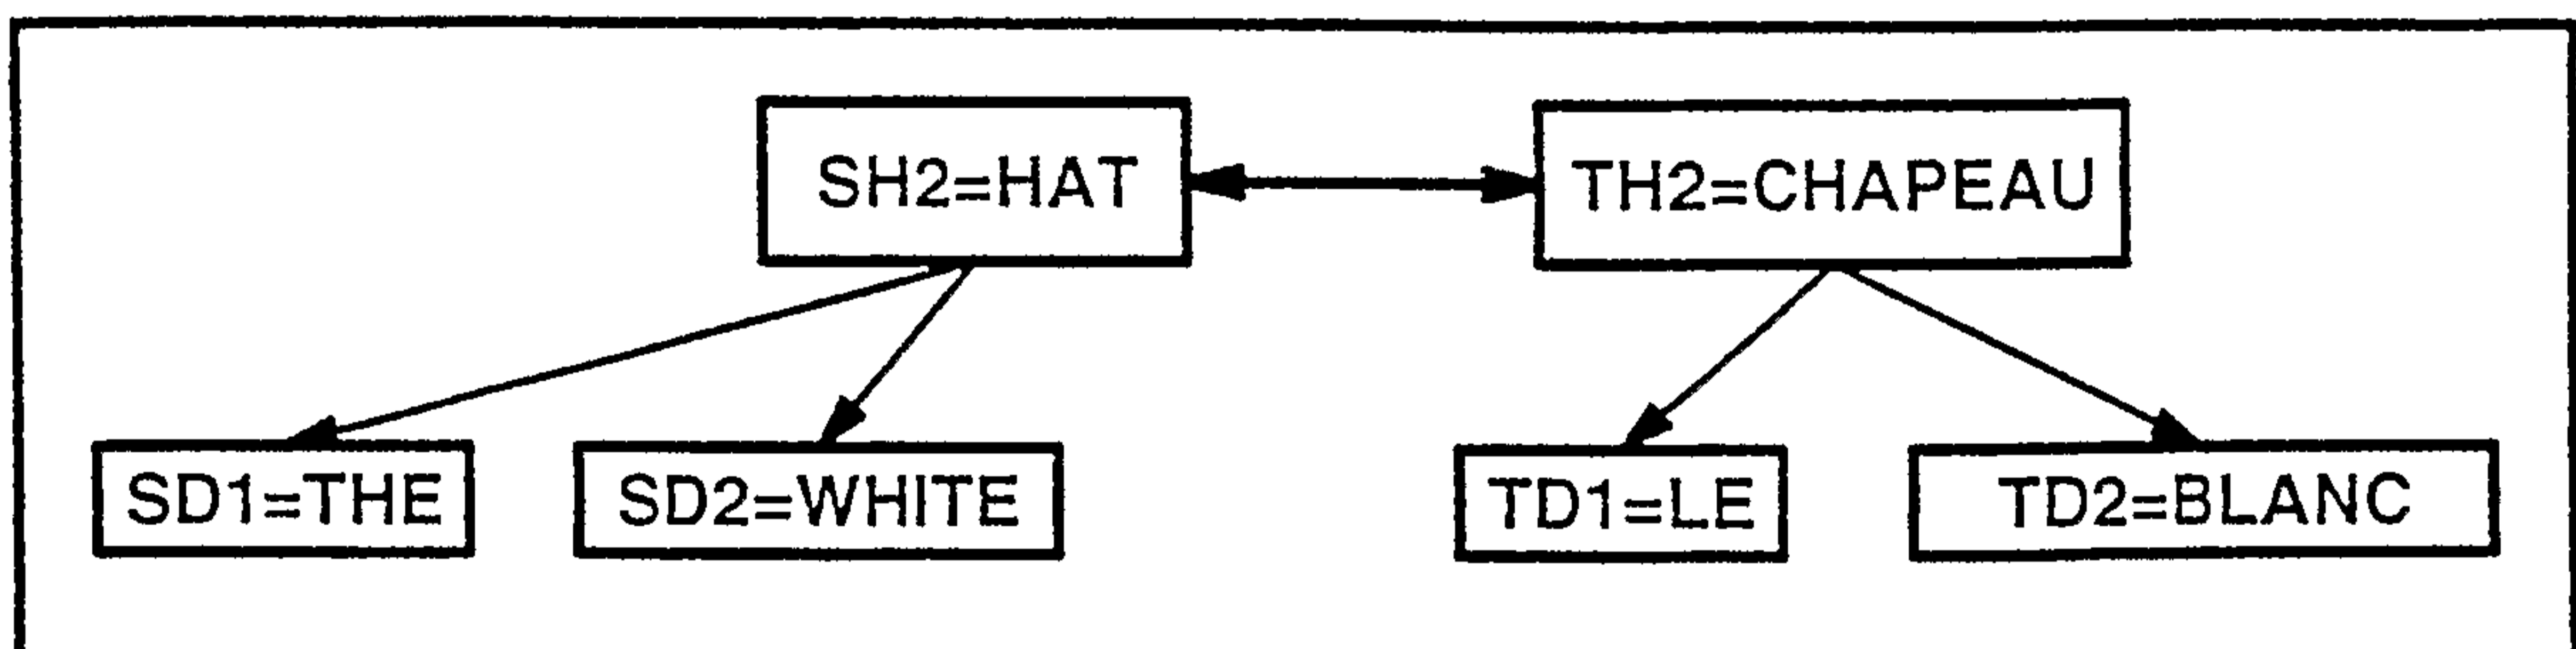 SH2=HAT
TH2=CHAPEAU
SD1=THE
SD2=WHITE
TD1=LE
TD2=BLANC